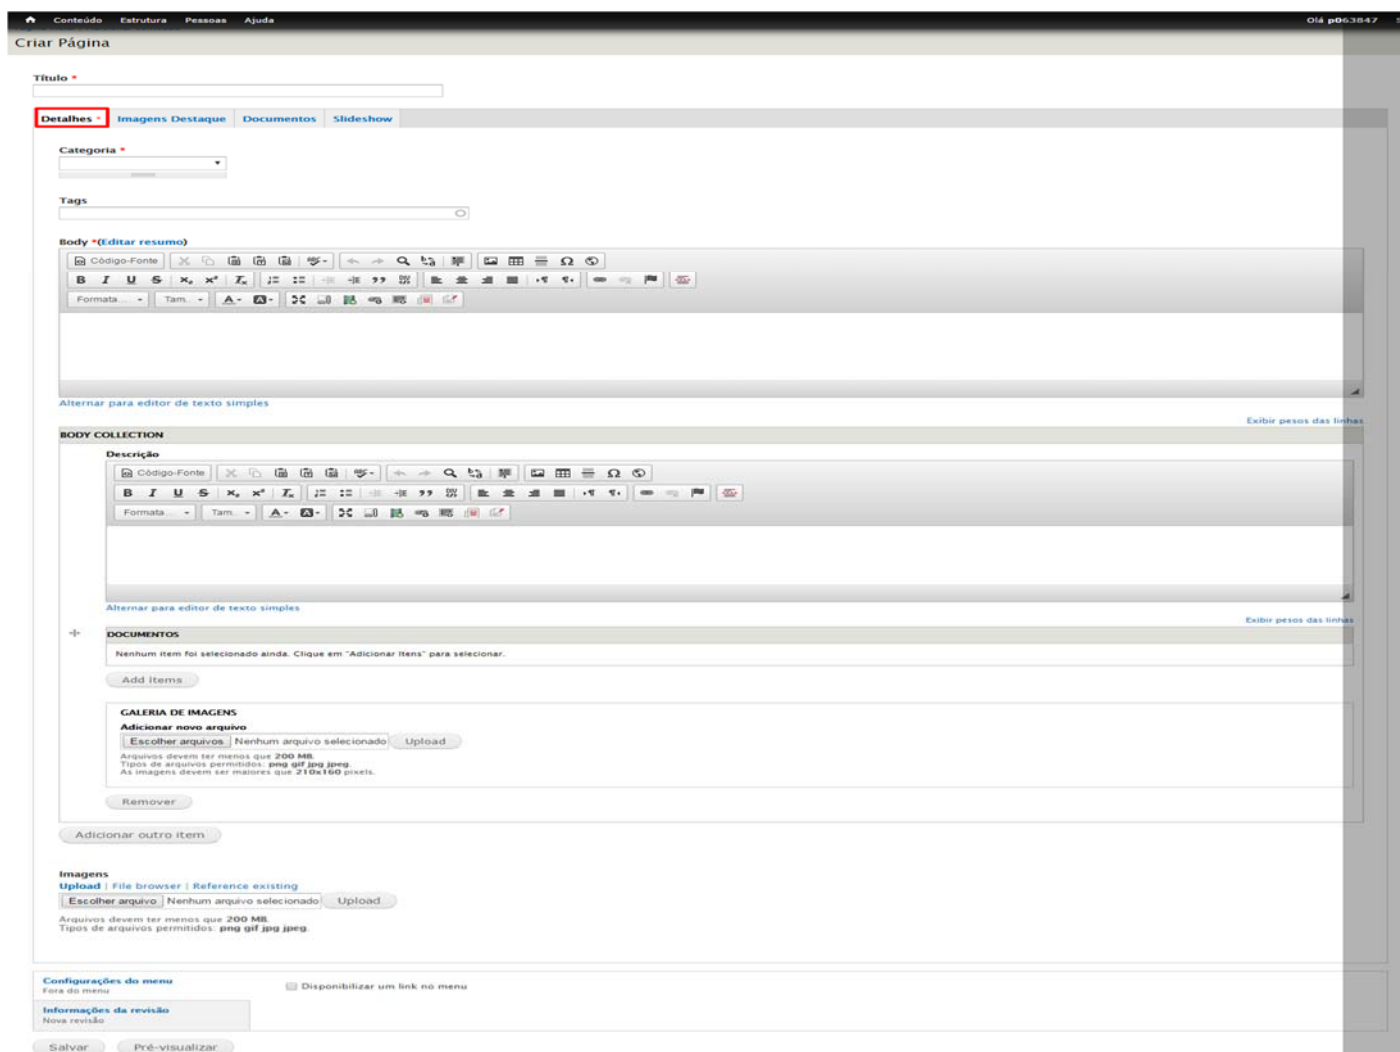 Conteúdo Estrutura Pessoas Ajuda Olá p063847
Criar Página
Título *
Detalhes * Imagens Destaque Documentos Slideshow
Categoria *
Tags
Body *(Editar resumo)
Código-Fonte
Formata... Tam...
Alternar para editor de texto simples
Exibir pesos das linhas
BODY COLLECTION
Descrição
Código-Fonte
Formata... Tam...
Alternar para editor de texto simples
Exibir pesos das linhas
DOCUMENTOS
Nenhum item foi selecionado ainda. Clique em "Adicionar Itens" para selecionar.
Add items
GALERIA DE IMAGENS
Adicionar novo arquivo
Escolher arquivos Nenhum arquivo selecionado Upload
Arquivos devem ter menos que 200 MB.
Tipos de arquivos permitidos: png gif jpg jpeg.
As imagens devem ser maiores que 210x160 pixels.
Remover
Adicionar outro item
Imagens
Upload | File browser | Reference existing
Escolher arquivo Nenhum arquivo selecionado Upload
Arquivos devem ter menos que 200 MB.
Tipos de arquivos permitidos: png gif jpg jpeg.
Configurações do menu
Fora do menu
Disponibilizar um link no menu
Informações da revisão
Nova revisão
Salvar Pré-visualizar